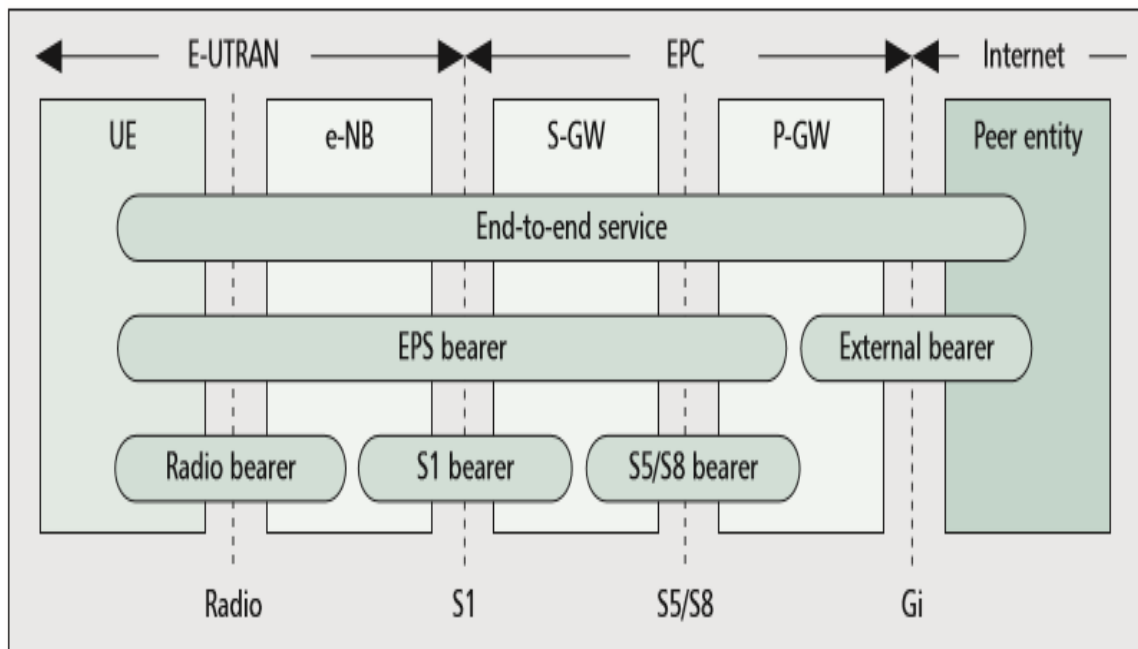 E-UTRAN EPC Internet
UE e-NB S-GW P-GW Peer entity
End-to-end service
EPS bearer External bearer
Radio bearer S1 bearer S5/S8 bearer
Radio S1 S5/S8 Gi